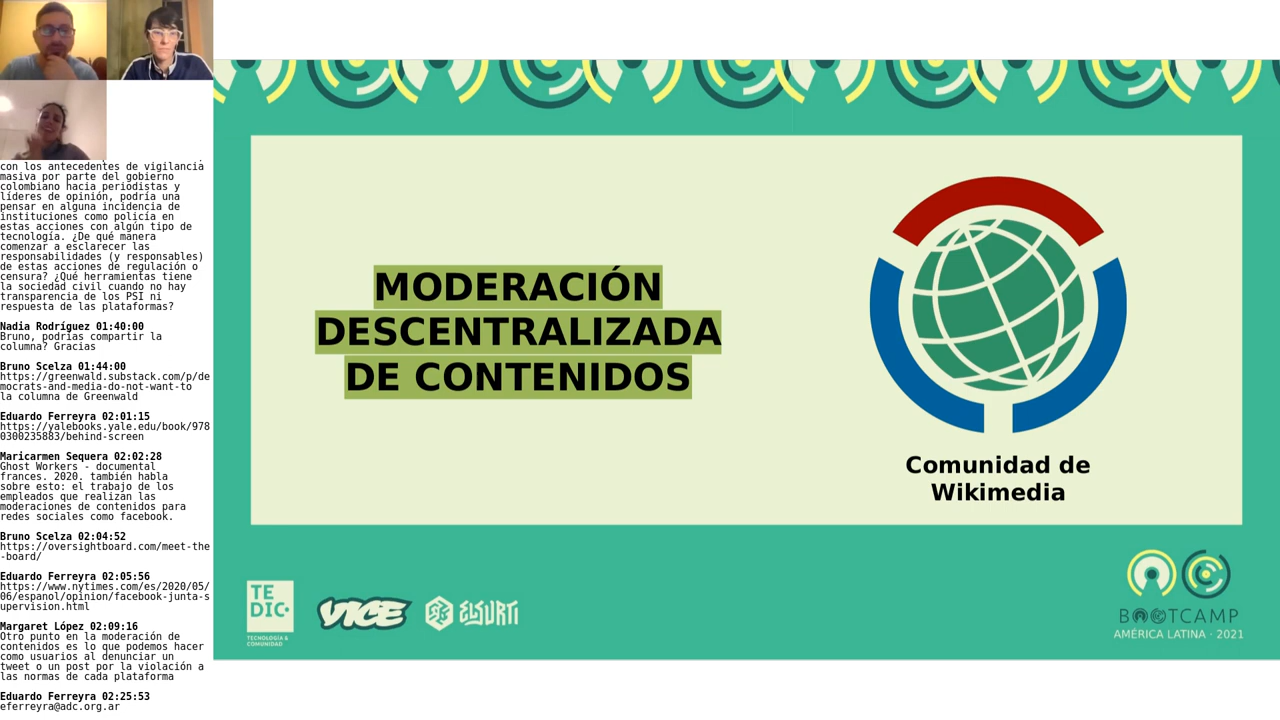 con los antecedentes de vigilancia
masiva por parte del gobierno
colombiano hacia periodistas y
líderes de opinión, podría una
pensar en alguna incidencia de
instituciones como policía en
estas acciones con algún tipo de
tecnología. ¿De qué manera
comenzar a esclarecer las
responsabilidades (y responsables)
de estas acciones de regulación o
censura? ¿Qué herramientas tiene
la sociedad civil cuando no hay
transparencia de los PSI ni
respuesta de las plataformas?
Nadia Rodríguez 01:40:00
Bruno, podrías compartir la
columna? Gracias
Bruno Scelza 01:44:00
https://greenwald.substack.com/p/de
mocrats-and-media-do-not-want-to
la columna de Greenwald
Eduardo Ferreyra 02:01:15
https://yalebooks.yale.edu/book/978
0300235883/behind-screen
Maricarmen Sequera 02:02:28
Ghost Workers - documental
frances. 2020. también habla
sobre esto: el trabajo de los
empleados que realizan las
moderaciones de contenidos para
redes sociales como facebook.
Bruno Scelza 02:04:52
https://oversightboard.com/meet-the
-board/
Eduardo Ferreyra 02:05:56
https://www.nytimes.com/es/2020/05/
06/espanol/opinion/facebook-junta-s
upervision.html
Margaret López 02:09:16
Otro punto en la moderación de
contenidos es lo que podemos hacer
como usuarios al denunciar un
tweet o un post por la violación a
las normas de cada plataforma
Eduardo Ferreyra 02:25:53
eferreyra@adc.org.ar
MODERACIÓN
DESCENTRALIZADA
DE CONTENIDOS
Comunidad de
Wikimedia
TE
DIC
TECNOLOGÍA &
COMUNIDAD
VICE
ELSURTI
BOOTCAMP
AMÉRICA LATINA · 2021